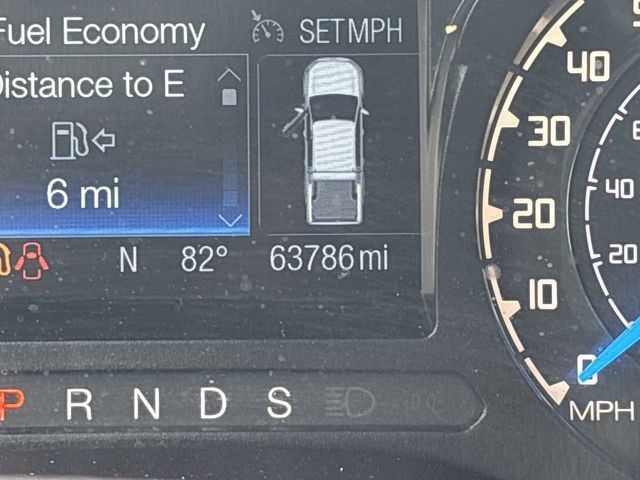 Fuel Economy
SET MPH
Distance to E
6 mi
N 82° 63786 mi
P R N D S
40
30
20
10
0
MPH
40
20